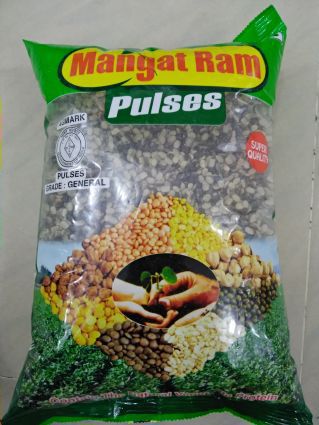 Mangat Ram
Pulses
AGMARK
SUPER
QUALITY
PULSES
GRADE : GENERAL